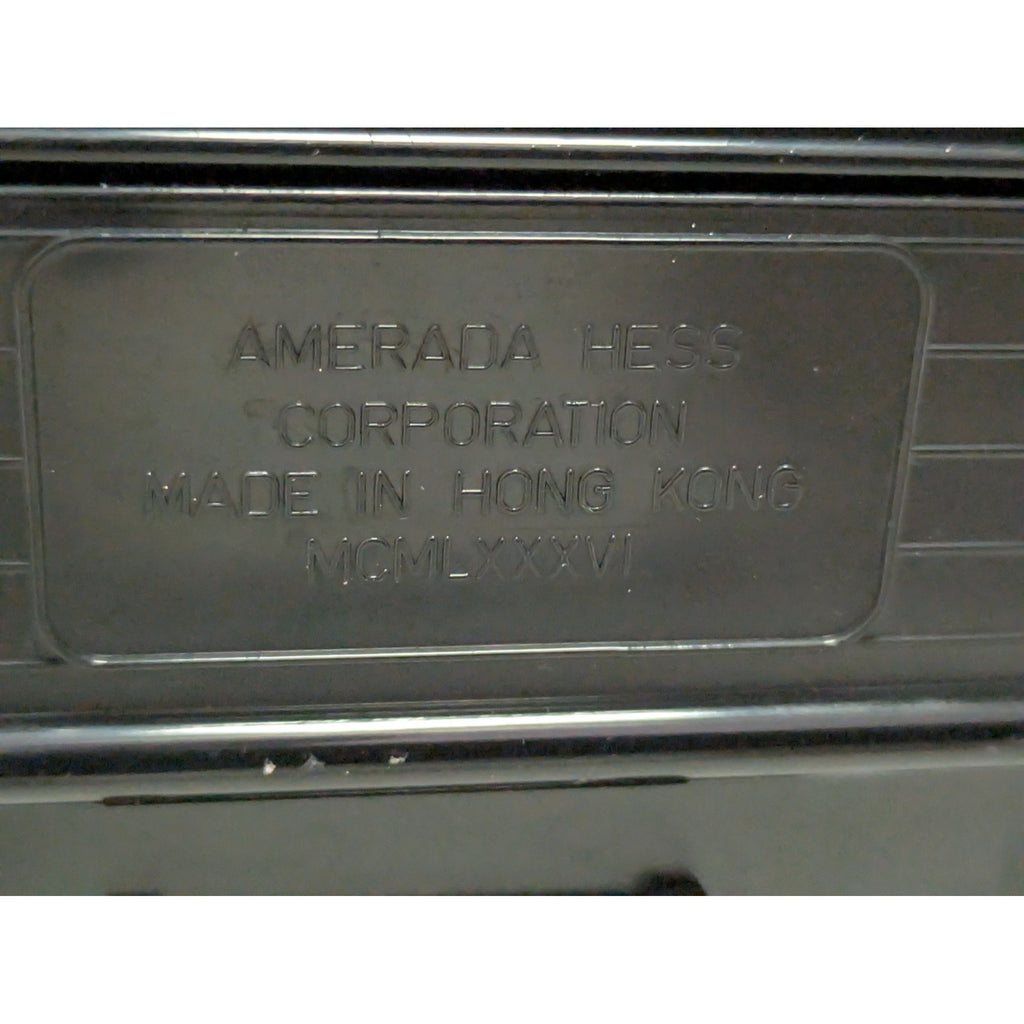 AMERADA HESS
CORPORATION
MADE IN HONG KONG
MCMLXXXVI